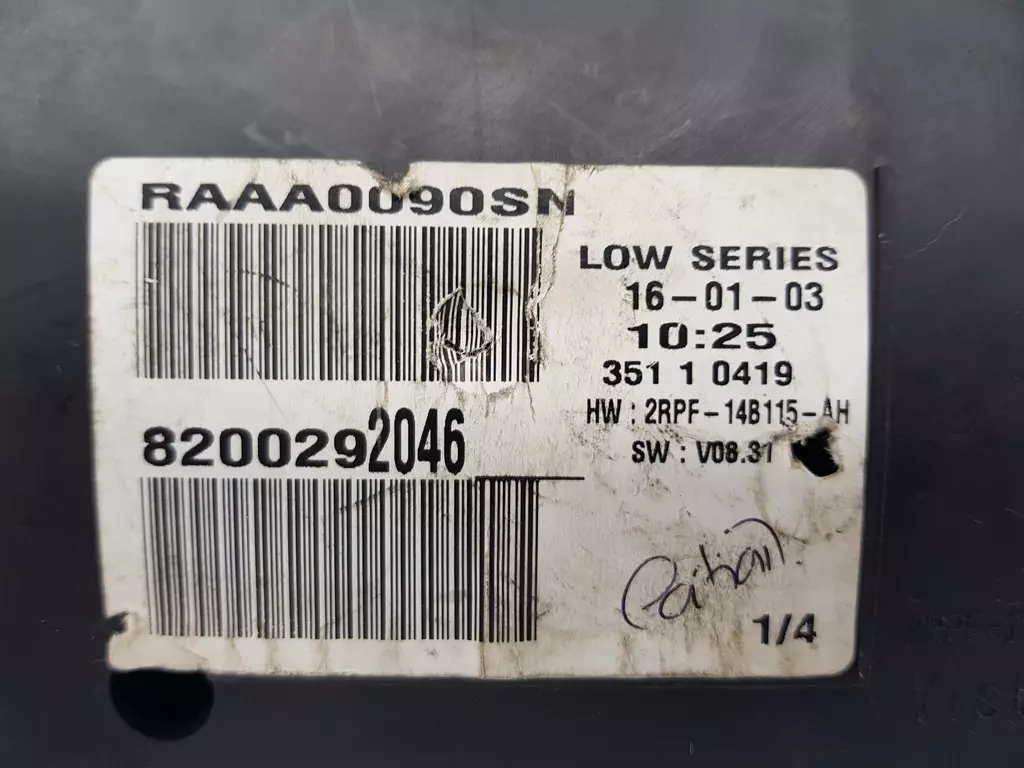 RAAA0090SN
LOW SERIES
16-01-03
10:25
351 1 0419
HW : 2RPF-14B115-AH
SW : V08.31
8200292046
1/4